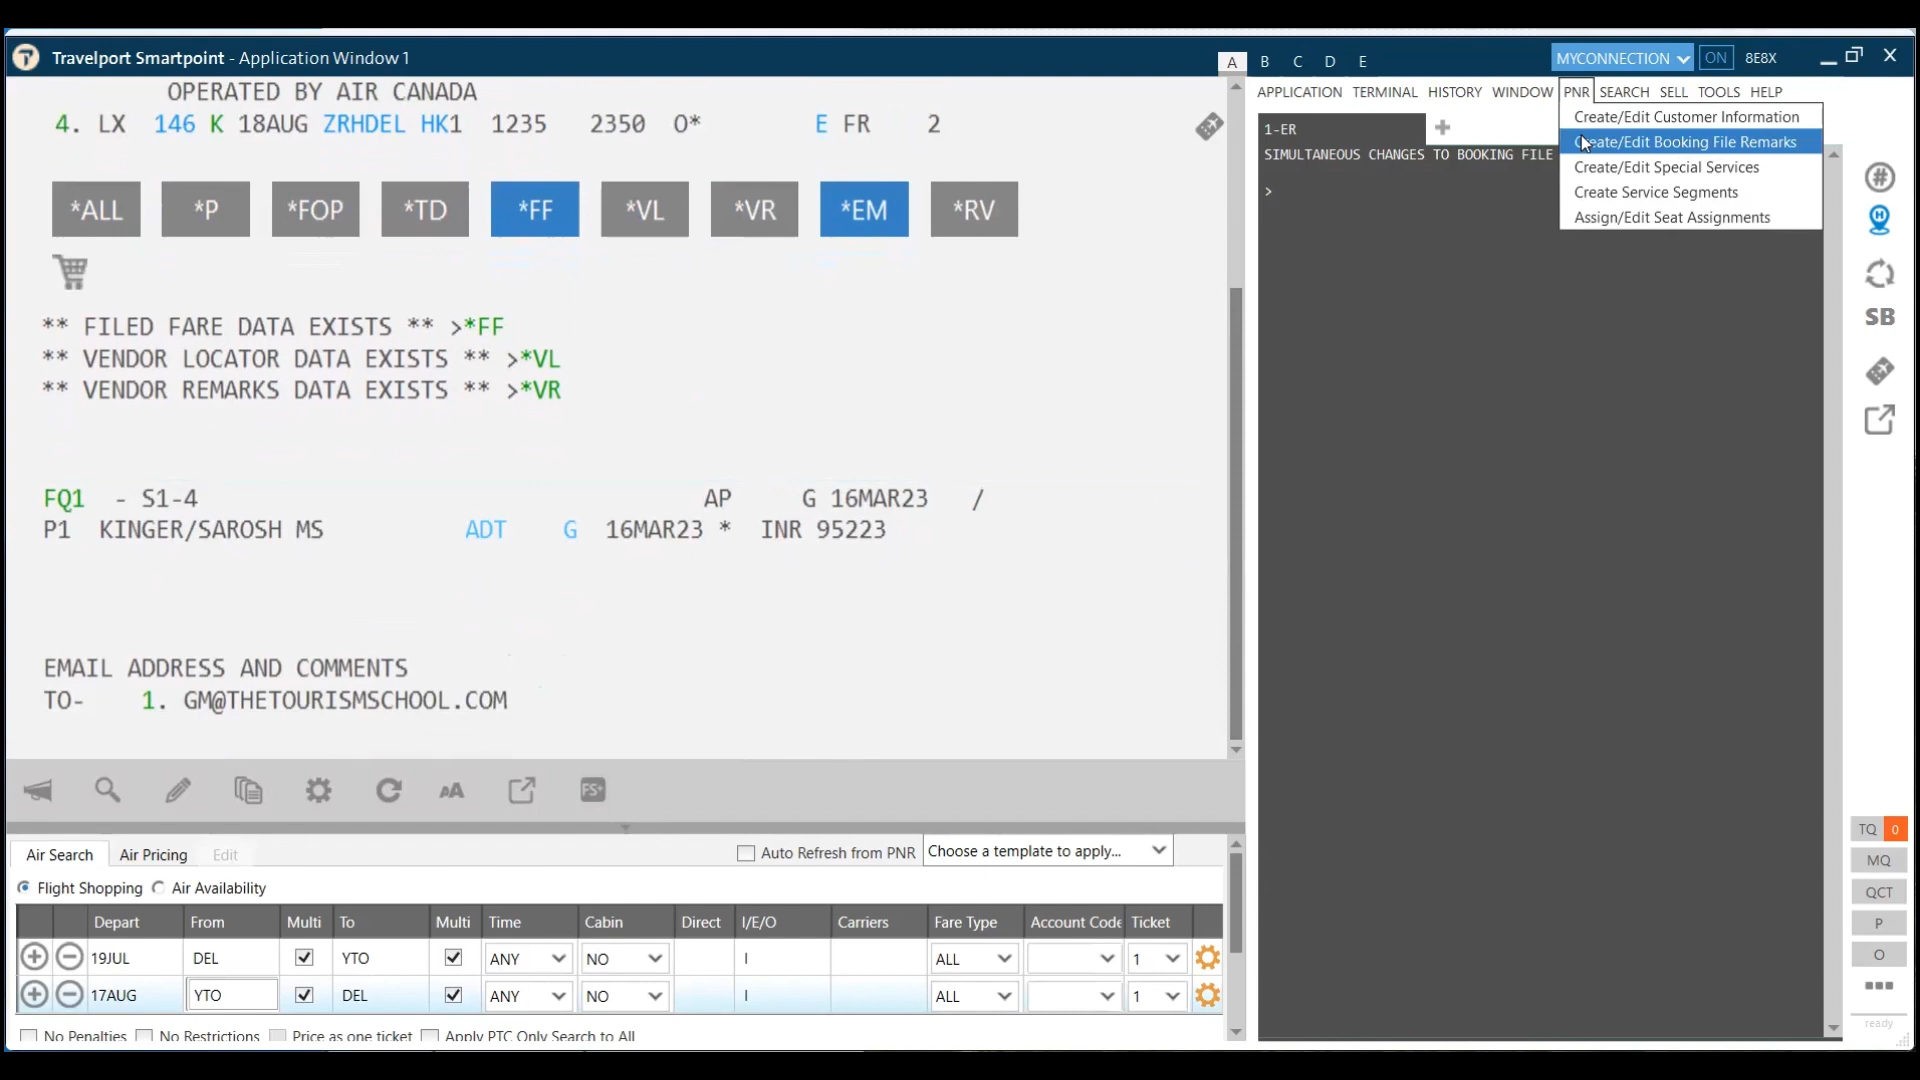 Travelport Smartpoint - Application Window 1
A B C D E
MYCONNECTION ON 8E8X
APPLICATION TERMINAL HISTORY WINDOW PNR SEARCH SELL TOOLS HELP
OPERATED BY AIR CANADA
4. LX 146 K 18AUG ZRHDEL HK1 1235 2350 O* E FR 2
*ALL *P *FOP *TD *FF *VL *VR *EM *RV
** FILED FARE DATA EXISTS ** >*FF
** VENDOR LOCATOR DATA EXISTS ** >*VL
** VENDOR REMARKS DATA EXISTS ** >*VR
FQ1 - S1-4 AP G 16MAR23 /
P1 KINGER/SAROSH MS ADT G 16MAR23 * INR 95223
EMAIL ADDRESS AND COMMENTS
TO- 1. GM@THETOURISMSCHOOL.COM
1-ER
SIMULTANEOUS CHANGES TO BOOKING FILE
>
Create/Edit Customer Information
Create/Edit Booking File Remarks
Create/Edit Special Services
Create Service Segments
Assign/Edit Seat Assignments
SB
AA
FS+
Air Search Air Pricing Edit
Auto Refresh from PNR Choose a template to apply...
Flight Shopping Air Availability
Depart From Multi To Multi Time Cabin Direct I/E/O Carriers Fare Type Account Code Ticket
19JUL DEL YTO ANY NO I ALL 1
17AUG YTO DEL ANY NO I ALL 1
No Penalties No Restrictions Price as one ticket Apply PTC Only Search to All
TQ 0
MQ
QCT
P
O
ready